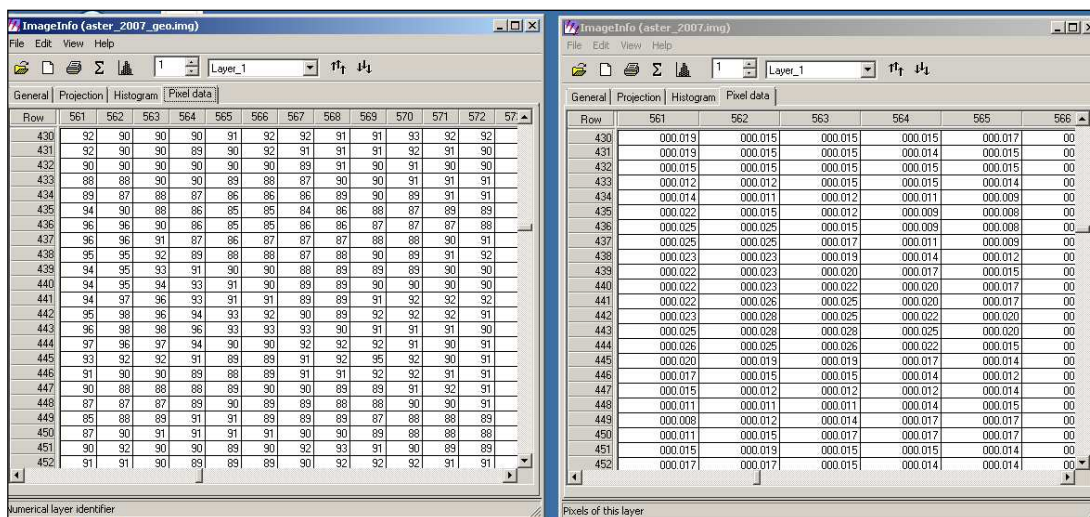 ImageInfo (aster_2007_geo.img)
File Edit View Help
1 Layer_1
General Projection Histogram Pixel data
Row 561 562 563 564 565 566 567 568 569 570 571 572 57
430 92 90 90 90 91 92 92 91 91 93 92 92
431 92 90 90 89 90 92 91 91 91 92 91 90
432 90 90 90 90 90 90 89 91 90 91 90 90
433 88 88 90 90 89 88 87 90 90 91 91 91
434 89 87 88 87 86 86 86 89 90 89 91 91
435 94 90 88 86 85 85 84 86 88 87 89 89
436 96 96 90 86 85 85 86 86 87 87 87 88
437 96 96 91 87 86 87 87 87 88 88 90 91
438 95 95 92 89 88 88 87 88 90 89 91 92
439 94 95 93 91 90 90 88 89 89 89 90 90
440 94 95 94 93 91 90 89 89 90 90 90 90
441 94 97 96 93 91 91 89 89 91 92 92 92
442 95 98 96 94 93 92 90 89 92 92 92 91
443 96 98 98 96 93 93 93 90 91 91 91 90
444 97 96 97 94 90 90 92 92 92 91 90 91
445 93 92 92 91 89 89 91 92 95 92 90 91
446 91 90 90 89 88 89 91 91 92 92 91 91
447 90 88 88 88 89 90 90 89 89 91 92 91
448 87 87 87 89 90 89 89 88 88 90 90 91
449 85 88 89 91 91 89 89 89 87 88 88 89
450 87 90 91 91 91 91 90 90 89 88 88 88
451 90 92 90 90 89 90 92 93 91 90 89 89
452 91 91 90 89 89 89 90 92 92 92 91 91
Numerical layer identifier
ImageInfo (aster_2007.img)
File Edit View Help
1 Layer_1
General Projection Histogram Pixel data
Row 561 562 563 564 565 566
430 000.019 000.015 000.015 000.015 000.017 00
431 000.019 000.015 000.015 000.014 000.015 00
432 000.015 000.015 000.015 000.015 000.015 00
433 000.012 000.012 000.015 000.015 000.014 00
434 000.014 000.011 000.012 000.011 000.009 00
435 000.022 000.015 000.012 000.009 000.008 00
436 000.025 000.025 000.015 000.009 000.008 00
437 000.025 000.025 000.017 000.011 000.009 00
438 000.023 000.023 000.019 000.014 000.012 00
439 000.022 000.023 000.020 000.017 000.015 00
440 000.022 000.023 000.022 000.020 000.017 00
441 000.022 000.026 000.025 000.020 000.017 00
442 000.023 000.028 000.025 000.022 000.020 00
443 000.025 000.028 000.028 000.025 000.020 00
444 000.026 000.025 000.026 000.022 000.015 00
445 000.020 000.019 000.019 000.017 000.014 00
446 000.017 000.015 000.015 000.014 000.012 00
447 000.015 000.012 000.012 000.012 000.014 00
448 000.011 000.011 000.011 000.014 000.015 00
449 000.008 000.012 000.014 000.017 000.017 00
450 000.011 000.015 000.017 000.017 000.017 00
451 000.015 000.019 000.015 000.015 000.014 00
452 000.017 000.017 000.015 000.014 000.014 00
Pixels of this layer